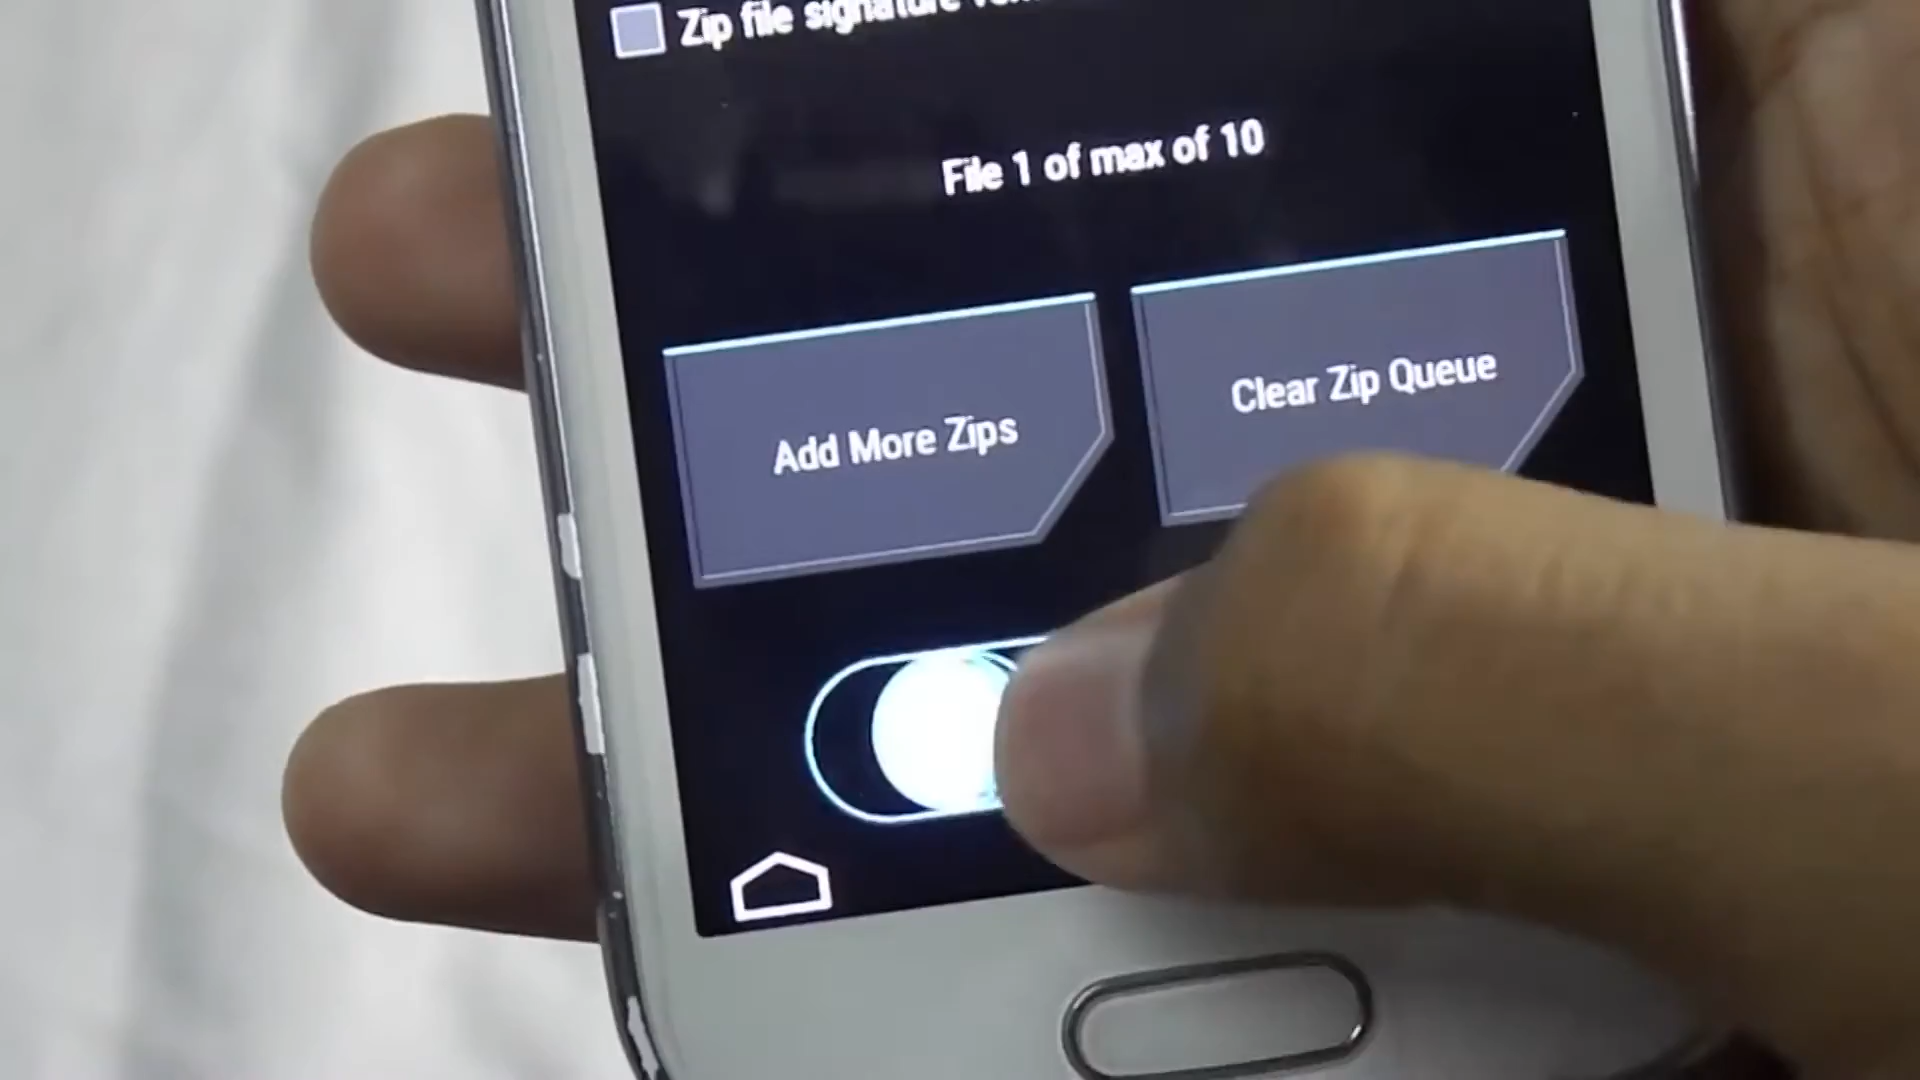 Zip file signature
File 1 of max of 10
Add More Zips
Clear Zip Queue